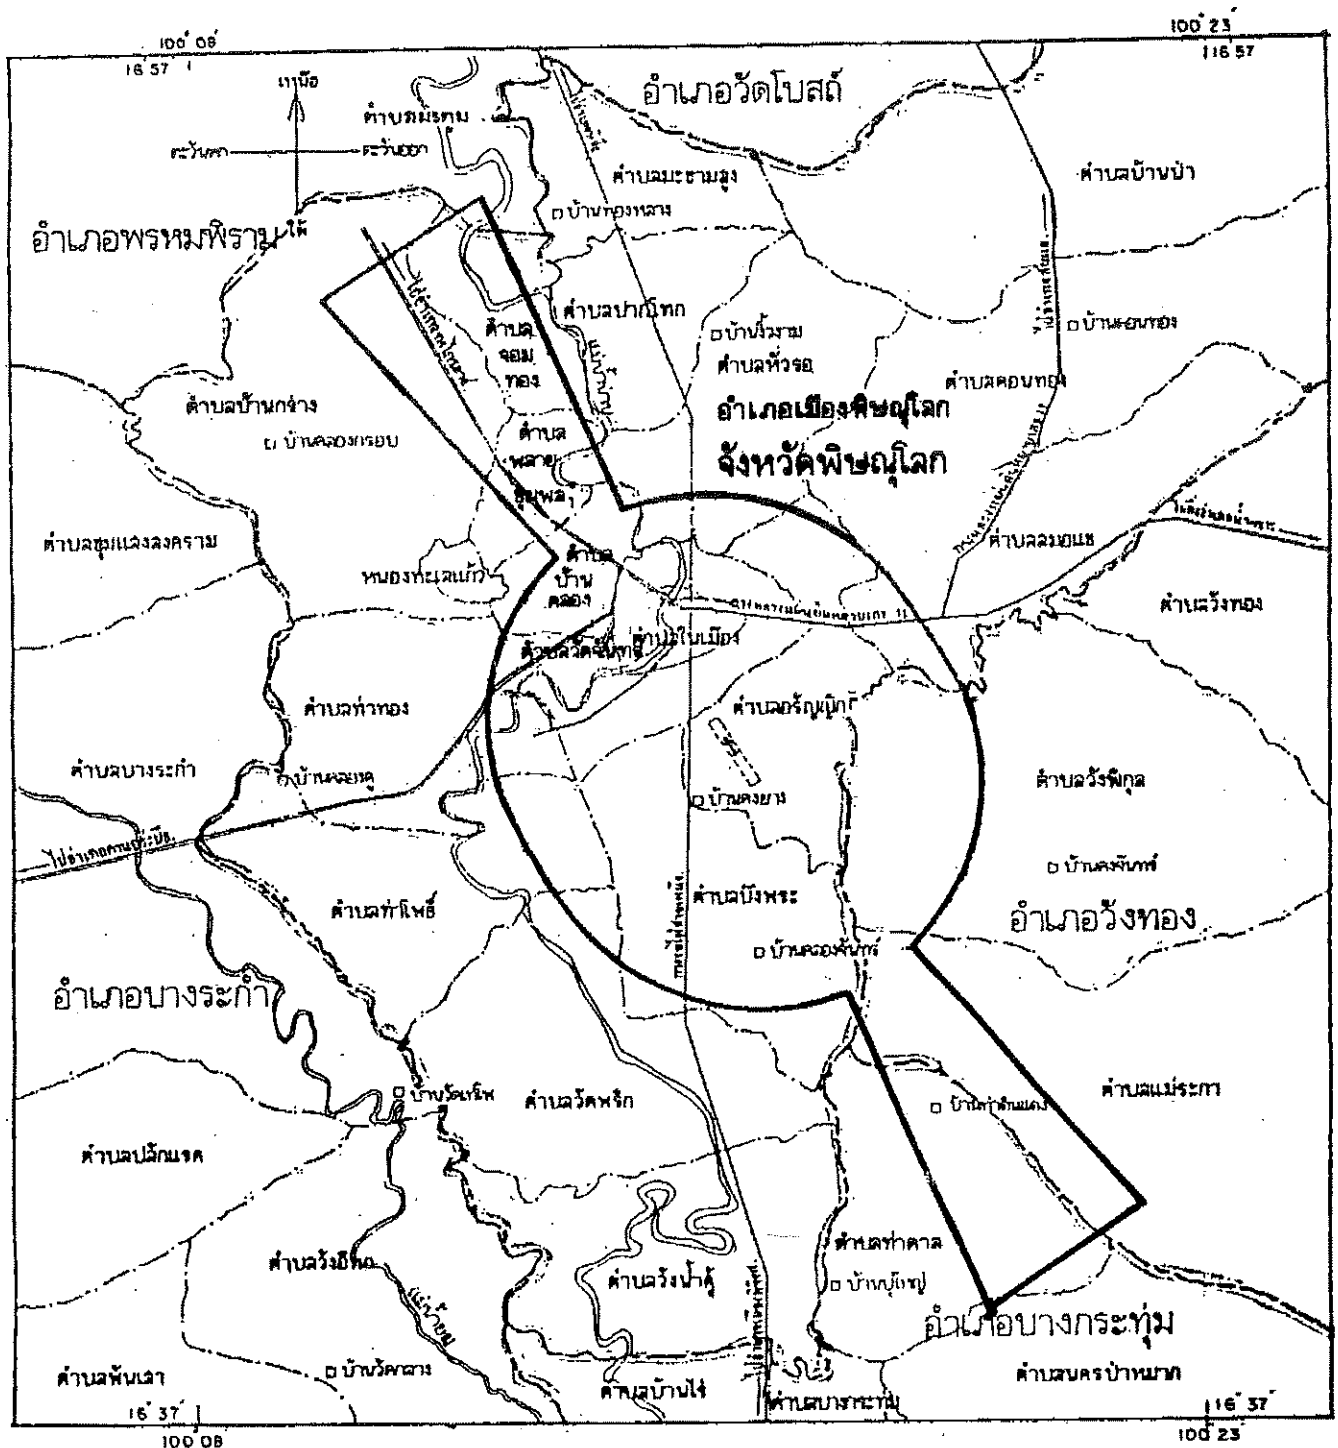 100° 08'
16 57
100° 23'
16 57
เหนือ
ตะวันตก
ตะวันออก
ใต้
อำเภอวัดโบสถ์
ตำบลมะตูม
ตำบลมะขามสูง
ตำบลบ้านป่า
บ้านทองหลาง
อำเภอพรหมพิราม
ตำบลปากโทก
ตำบล
จอม
ทอง
บ้านดอนทอง
ตำบลหัวรอ
ตำบลดอนทอง
ตำบลบ้านกร่าง
บ้านคลองกรอบ
อำเภอเมืองพิษณุโลก
จังหวัดพิษณุโลก
ตำบล
พลาย
ชุมพล
ตำบลชุมแสงสงคราม
หนองทะเลแก้ว
ตำบล
บ้าน
คลอง
ตำบลสมอแข
ตำบลวังทอง
ตำบลวัดจันทร์
ตำบลในเมือง
ตำบลท่าทอง
ตำบลอรัญญิก
ตำบลบางระกำ
บ้านคลองคู
บ้านดงยาง
ตำบลวังพิกุล
บ้านดงจันทร์
ตำบลท่าโพธิ์
ตำบลบึงพระ
อำเภอวังทอง
บ้านคลองจันทร์
อำเภอบางระกำ
ตำบลวัดพริก
ตำบลแม่ระกา
ตำบลปลักแรด
ตำบลท่าตาล
ตำบลวังอิทก
แม่น้ำยม
ตำบลวังน้ำคู้
บ้านบุใหญ่
อำเภอบางกระทุ่ม
ตำบลพันเสา
บ้านวัดกลาง
ตำบลบ้านไร่
ตำบลบางกระทุ่ม
ตำบลนครป่าหมาก
16° 37'
100 08
16° 37'
100 23